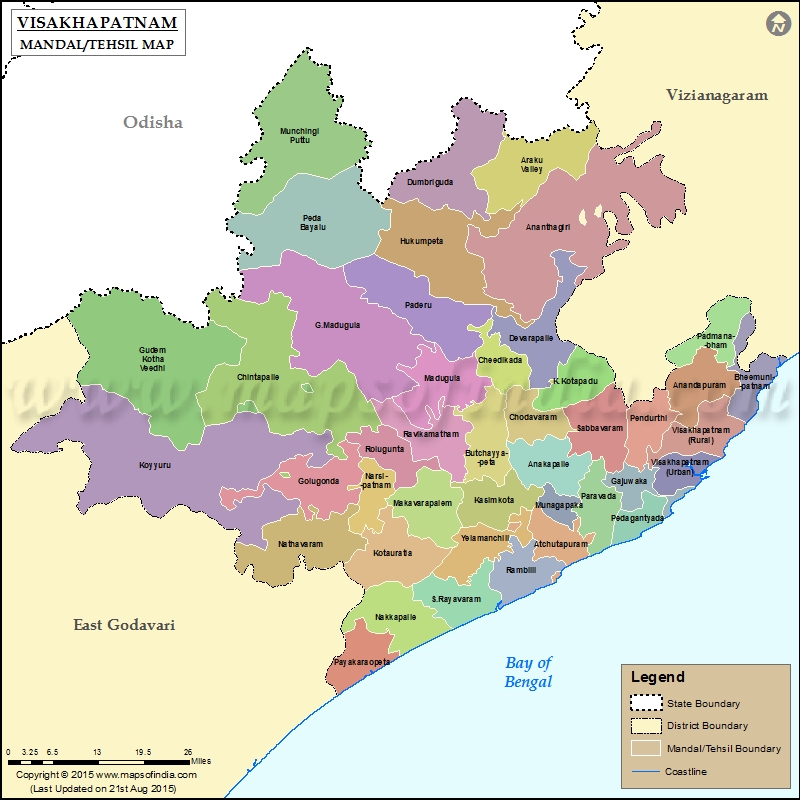 VISAKHAPATNAM
MANDAL/TEHSIL MAP
Odisha
Vizianagaram
Munchingi
Puttu
Araku
Valley
Dumbriguda
Peda
Bayalu
Hukumpeta
Ananthagiri
Paderu
G.Madugula
Devarapalle
Padmana-
-bham
Gudem
Kotha
Veedhi
Cheedikada
Chintapalle
Madugula
K.Kotapadu
Anandapuram
Bheemuni-
-patnam
www.mapsofindia.com
Chodavaram
Sabbavaram
Pendurthi
Visakhapatnam
(Rural)
Ravikamatham
Rolugunta
Butchayya-
-peta
Koyyuru
Anakapalle
Visakhapatnam
(Urban)
Golugonda
Narsi-
-patnam
Gajuwaka
Makavarapalem
Kasimkota
Munagapaka
Paravada
Pedagantyada
Nathavaram
Kotauratla
Yelamanchili
Atchutapuram
Rambilli
S.Rayavaram
Nakkapalle
Payakaraopeta
East Godavari
Bay of
Bengal
Legend
State Boundary
District Boundary
Mandal/Tehsil Boundary
Coastline
0 3.25 6.5 13 19.5 26
Miles
Copyright © 2015 www.mapsofindia.com
(Last Updated on 21st Aug 2015)